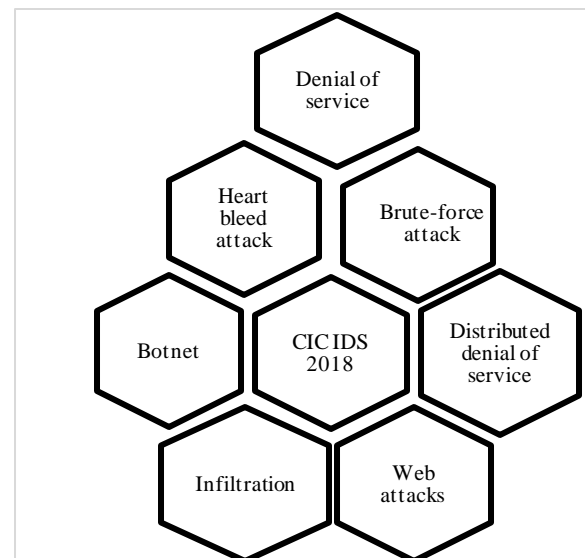 Denial of
service
Heart
bleed
attack
Brute-force
attack
Botnet
CIC IDS
2018
Distributed
denial of
service
Infiltration
Web
attacks